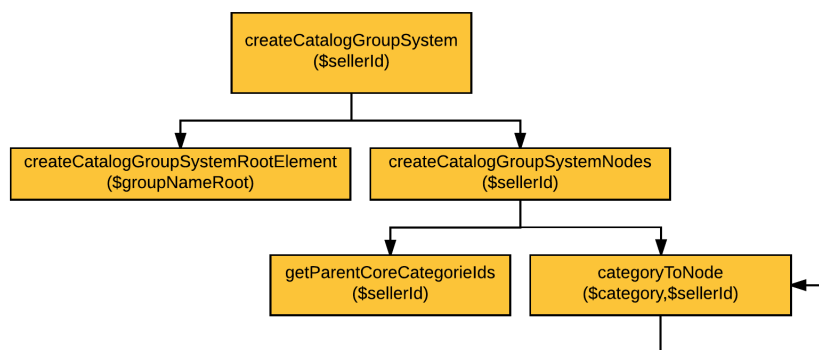 createCatalogGroupSystem
($sellerId)
createCatalogGroupSystemRootElement
($groupNameRoot)
createCatalogGroupSystemNodes
($sellerId)
getParentCoreCategorieIds
($sellerId)
categoryToNode
($category,$sellerId)